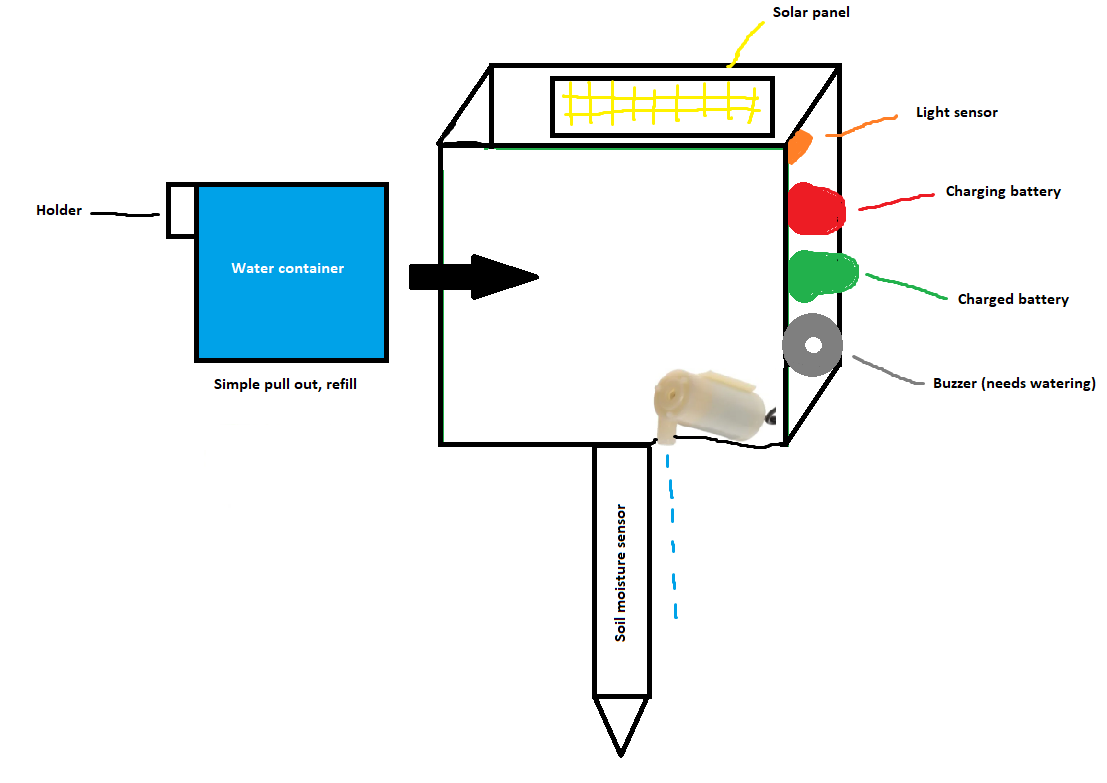 Solar panel
Light sensor
Charging battery
Holder
Water container
Charged battery
Simple pull out, refill
Buzzer (needs watering)
Soil moisture sensor